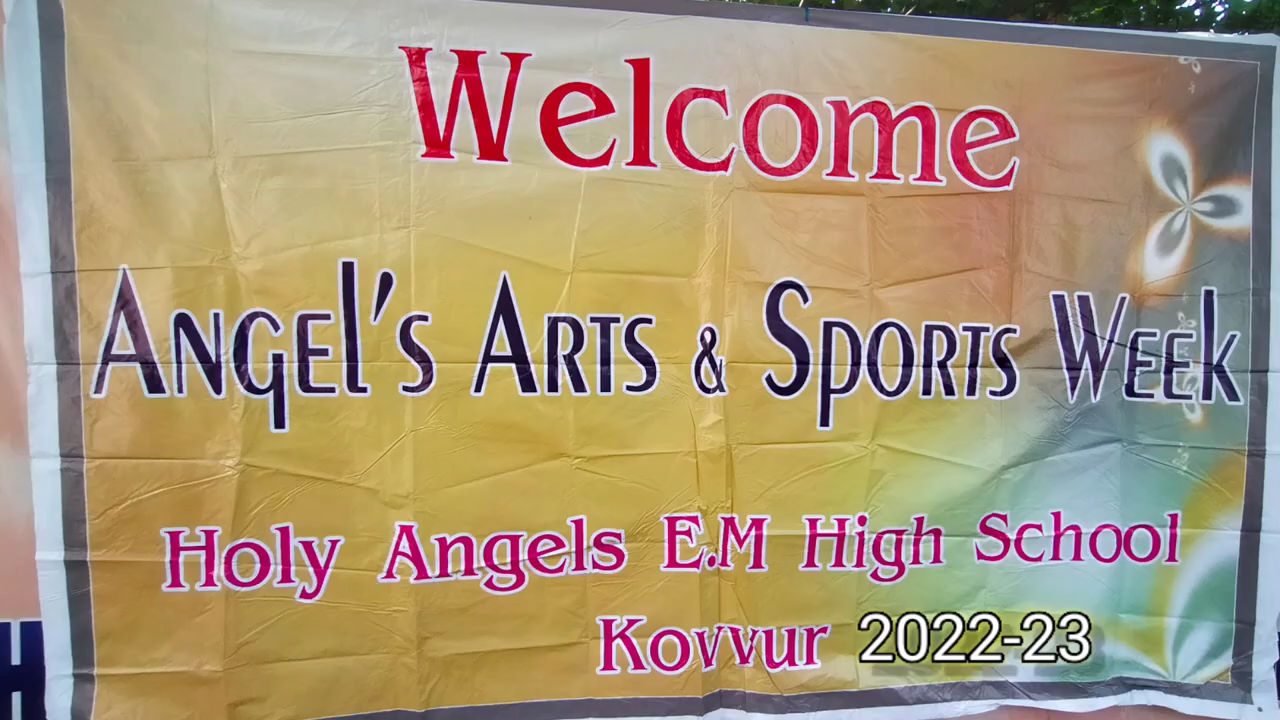 Welcome
Angel's Arts & Sports Week
Holy Angels E.M High School
Kovvur 2022-23
H